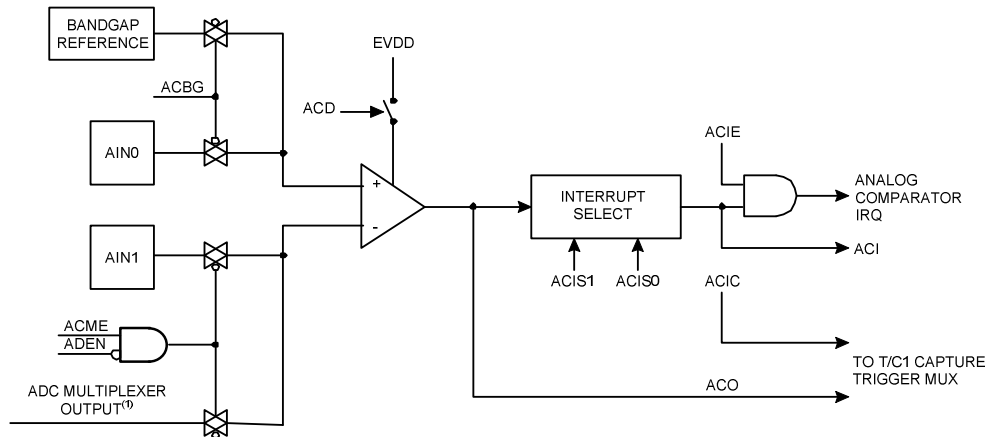 BANDGAP
REFERENCE
EVDD
ACBG
ACD
AIN0
+
-
INTERRUPT
SELECT
ACIE
ANALOG
COMPARATOR
IRQ
ACI
AIN1
ACIS1
ACIS0
ACIC
ACME
ADEN
TO T/C1 CAPTURE
TRIGGER MUX
ADC MULTIPLEXER
OUTPUT(1)
ACO